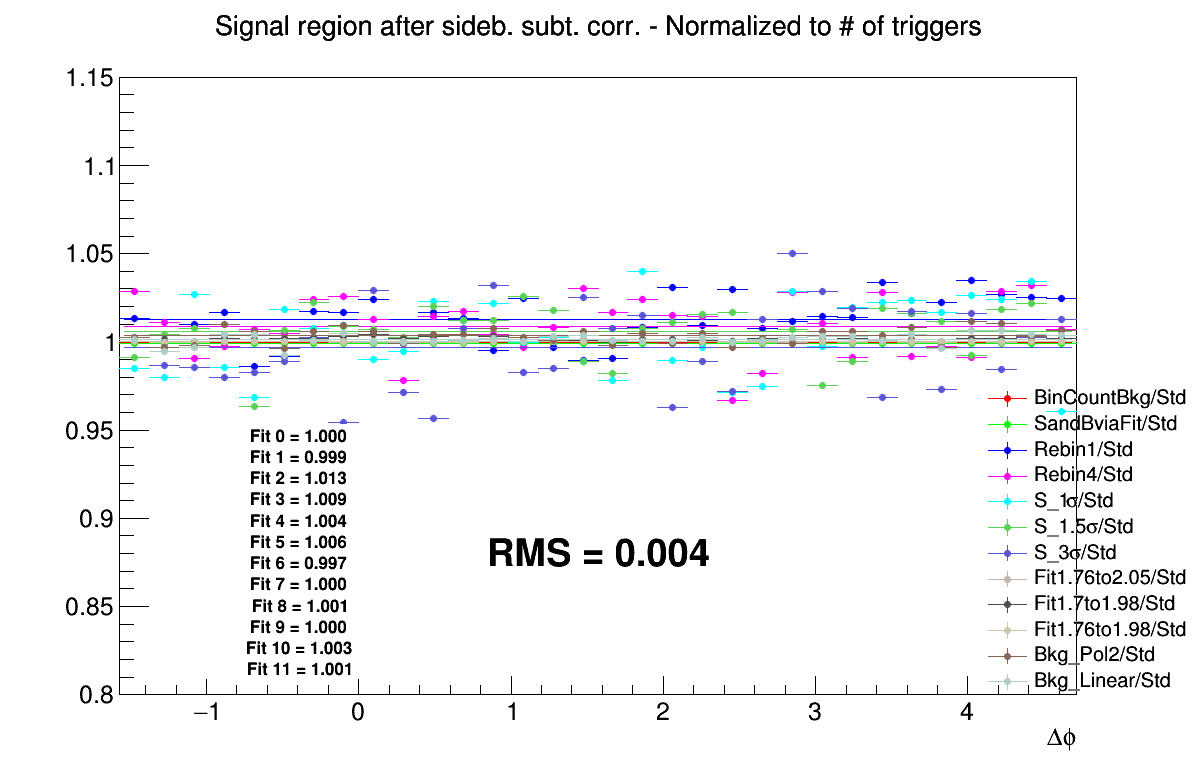 Signal region after sideb. subt. corr. - Normalized to # of triggers
1.15
1.1
1.05
1
0.95
0.9
0.85
0.8
Fit 0 = 1.000
Fit 1 = 0.999
Fit 2 = 1.013
Fit 3 = 1.009
Fit 4 = 1.004
Fit 5 = 1.006
Fit 6 = 0.997
Fit 7 = 1.000
Fit 8 = 1.001
Fit 9 = 1.000
Fit 10 = 1.003
Fit 11 = 1.001
RMS = 0.004
BinCountBkg/Std
SandBviaFit/Std
Rebin1/Std
Rebin4/Std
S_1σ/Std
S_1.5σ/Std
S_3σ/Std
Fit1.76to2.05/Std
Fit1.7to1.98/Std
Fit1.76to1.98/Std
Bkg_Pol2/Std
Bkg_Linear/Std
−1 0 1 2 3 4
Δϕ